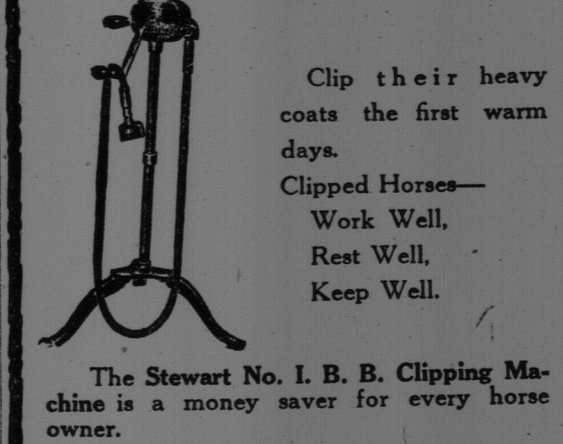 Clip their heavy
coats the first warm
days.
Clipped Horses—
Work Well,
Rest Well,
Keep Well.
The Stewart No. I. B. B. Clipping Ma-
chine is a money saver for every horse
owner.